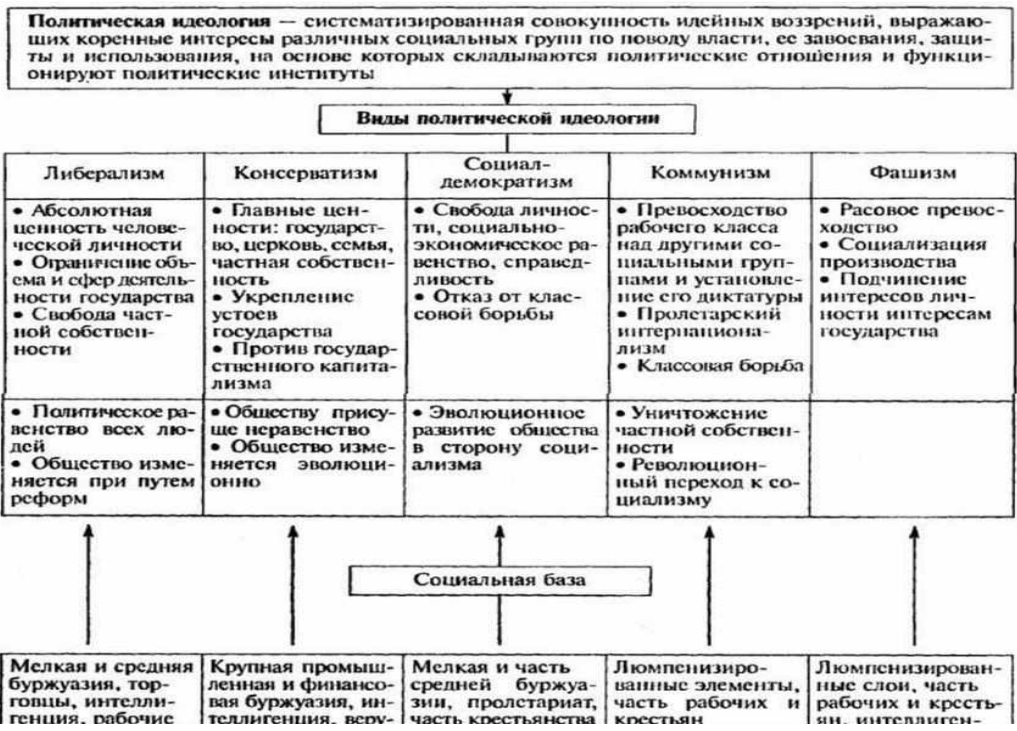 Политическая идеология — систематизированная совокупность идейных воззрений, выражаю-
щих коренные интересы различных социальных групп по поводу власти, ее завоевания, защи-
ты и использования, на основе которых складываются политические отношения и функци-
онируют политические институты
Виды политической идеологии
Либерализм
Консерватизм
Социал-
демократизм
Коммунизм
Фашизм
• Абсолютная
ценность челове-
ческой личности
• Ограничение объ-
ема и сфер деятель-
ности государства
• Свобода част-
ной собствен-
ности
• Главные цен-
ности: государст-
во, церковь, семья,
частная собствен-
ность
• Укрепление
устоев
государства
• Против государ-
ственного капита-
лизма
• Свобода личнос-
ти, социально-
экономическое ра-
венство, справед-
ливость
• Отказ от клас-
совой борьбы
• Превосходство
рабочего класса
над другими со-
циальными груп-
пами и установле-
ние его диктатуры
• Пролетарский
интернациона-
лизм
• Классовая борьба
• Расовое превос-
ходство
• Социализация
производства
• Подчинение
интересов лич-
ности интересам
государства
• Политическое ра-
венство всех лю-
дей
• Общество изме-
няется при путем
реформ
• Обществу прису-
ще неравенство
• Общество изме-
няется эволюци-
онно
• Эволюционное
развитие общества
в сторону соци-
ализма
• Уничтожение
частной собствен-
ности
• Революцион-
ный переход к со-
циализму
Социальная база
Мелкая и средняя
буржуазия, тор-
говцы, интелли-
генция, рабочие
Крупная промыш-
ленная и финансо-
вая буржуазия, ин-
теллигенция, веру-
Мелкая и часть
средней буржуа-
зии, пролетариат,
часть крестьянства
Люмпенизиро-
ванные элементы,
часть рабочих и
крестьян
Люмпенизирован-
ные слои, часть
рабочих и кресть-
ян, интеллиген-